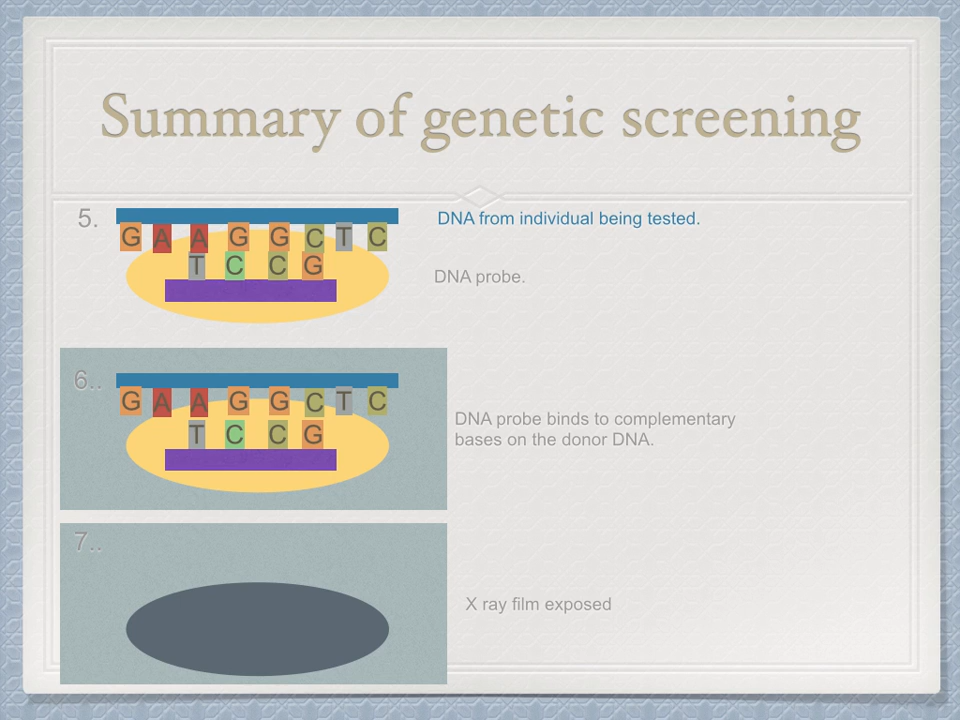 Summary of genetic screening
5.
DNA from individual being tested.
G A A G G C T C
T C C G
DNA probe.
6..
G A A G G C T C
T C C G
DNA probe binds to complementary
bases on the donor DNA.
7..
X ray film exposed